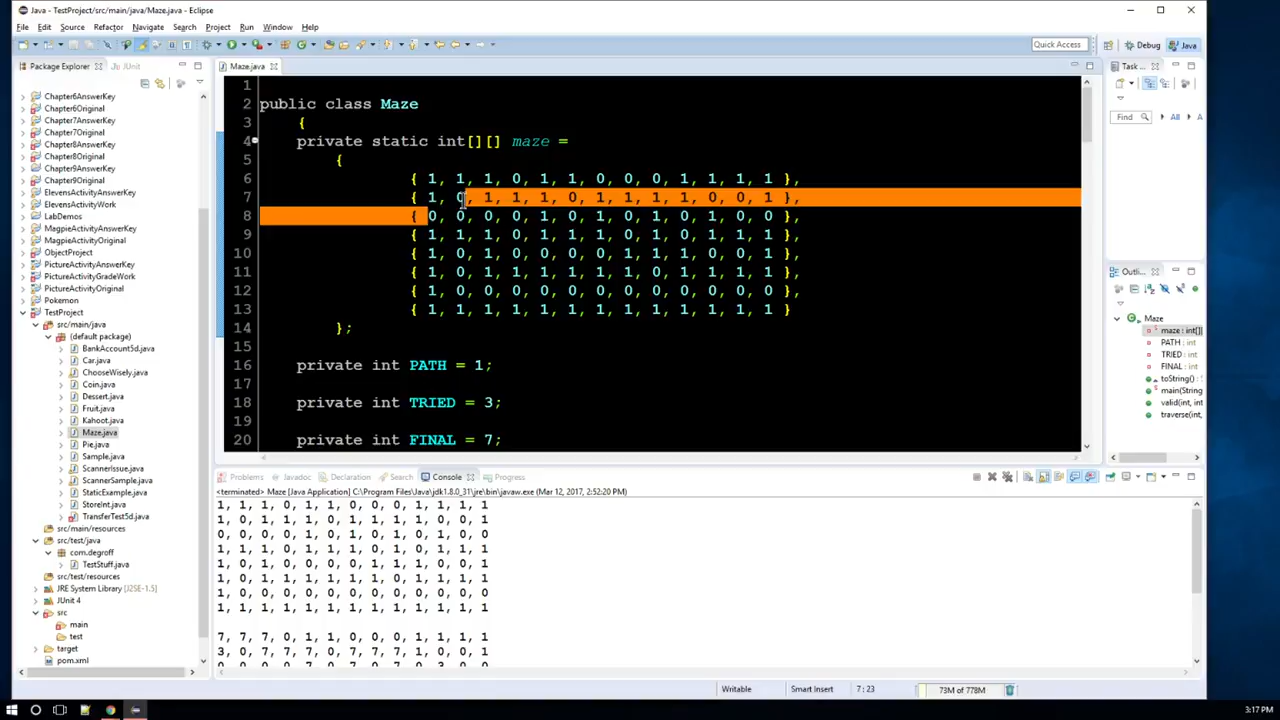 Java - TestProject/src/main/java/Maze.java - Eclipse
File Edit Source Refactor Navigate Search Project Run Window Help
Quick Access Debug Java
Package Explorer JUnit
Chapter6AnswerKey
Chapter6Original
Chapter7AnswerKey
Chapter7Original
Chapter8AnswerKey
Chapter8Original
Chapter9AnswerKey
Chapter9Original
ElevensAnswerKey
ElevensAnswerWork
LabDemos
MagpieActivityAnswerKey
MagpieActivityOriginal
ObjectProject
PictureActivityAnswerKey
PictureActivityGradeWork
PictureActivityOriginal
Pokemon
TestProject
src/main/java
(default package)
BankAccount5d.java
Car.java
ChooseWisely.java
Coin.java
Dessert.java
Fruit.java
Kahoot.java
Maze.java
Pie.java
Sample.java
ScannerIssue.java
ScannerSample.java
StaticExample.java
StoreInt.java
TransferTest5d.java
src/main/resources
src/test/java
com.degroff
TestStuff.java
src/test/resources
JRE System Library [J2SE-1.5]
JUnit 4
src
main
test
target
pom.xml
Maze.java
1
2 public class Maze
3 {
4 private static int[][] maze =
5 {
6 { 1, 1, 1, 0, 1, 1, 0, 0, 0, 1, 1, 1, 1 },
7 { 1, 0, 1, 1, 1, 0, 1, 1, 1, 1, 0, 0, 1 },
8 { 0, 0, 0, 0, 1, 0, 1, 0, 1, 0, 1, 0, 0 },
9 { 1, 1, 1, 0, 1, 1, 1, 0, 1, 0, 1, 1, 1 },
10 { 1, 0, 1, 0, 0, 0, 0, 1, 1, 1, 0, 0, 1 },
11 { 1, 0, 1, 1, 1, 1, 1, 1, 0, 1, 1, 1, 1 },
12 { 1, 0, 0, 0, 0, 0, 0, 0, 0, 0, 0, 0, 0 },
13 { 1, 1, 1, 1, 1, 1, 1, 1, 1, 1, 1, 1, 1 }
14 };
15
16 private int PATH = 1;
17
18 private int TRIED = 3;
19
20 private int FINAL = 7;
Task
Find All
Outli
Maze
maze : int[]
PATH : int
TRIED : int
FINAL : int
toString() :
main(String
valid(int, int
traverse(int,
Problems Javadoc Declaration Search Console Progress
<terminated> Maze [Java Application] C:\Program Files\Java\jdk1.8.0_31\jre\bin\javaw.exe (Mar 12, 2017, 2:52:20 PM)
1, 1, 1, 0, 1, 1, 0, 0, 0, 1, 1, 1, 1
1, 0, 1, 1, 1, 0, 1, 1, 1, 1, 0, 0, 1
0, 0, 0, 0, 1, 0, 1, 0, 1, 0, 1, 0, 0
1, 1, 1, 0, 1, 1, 1, 0, 1, 0, 1, 1, 1
1, 0, 1, 0, 0, 0, 0, 1, 1, 1, 0, 0, 1
1, 0, 1, 1, 1, 1, 1, 1, 0, 1, 1, 1, 1
1, 0, 0, 0, 0, 0, 0, 0, 0, 0, 0, 0, 0
1, 1, 1, 1, 1, 1, 1, 1, 1, 1, 1, 1, 1
7, 7, 7, 0, 1, 1, 0, 0, 0, 1, 1, 1, 1
3, 0, 7, 7, 7, 0, 7, 7, 7, 1, 0, 0, 1
0, 0, 0, 0, 7, 0, 7, 0, 7, 0, 3, 0, 0
Writable Smart Insert 7 : 23 73M of 778M
3:17 PM